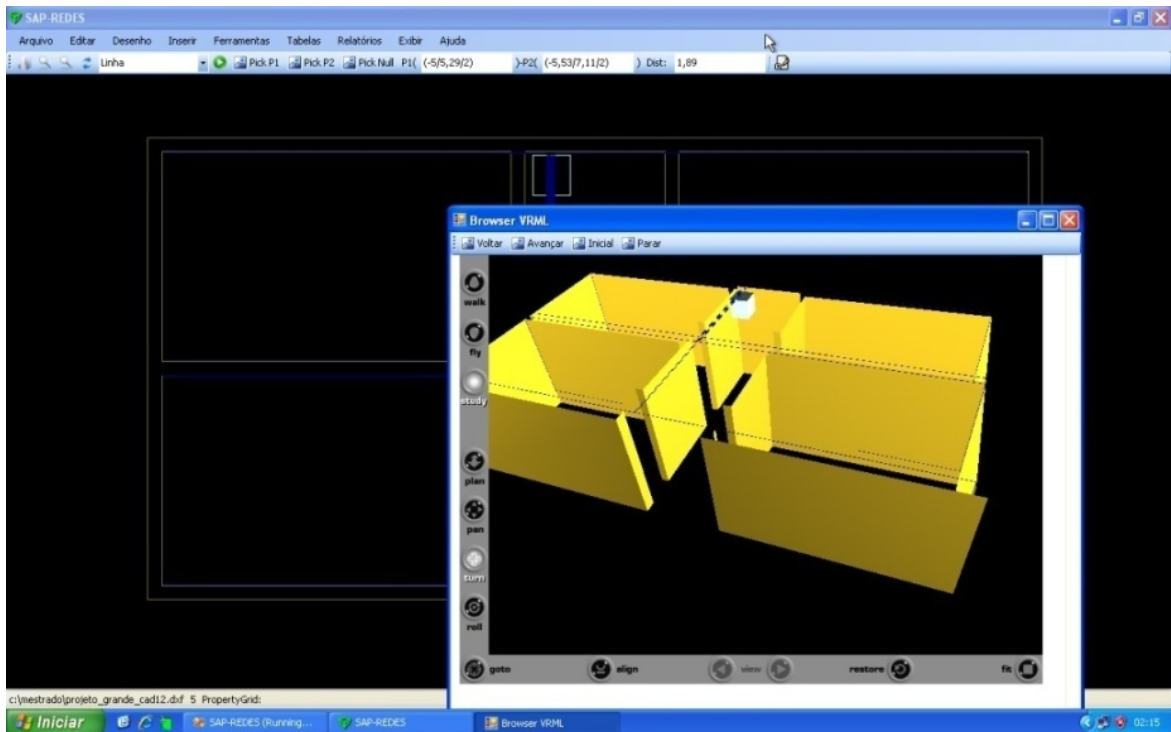 SAP-REDES
Arquivo Editar Desenho Inserir Ferramentas Tabelas Relatórios Exibir Ajuda
Linha Pick P1 Pick P2 Pick Null P1( (-5/5,29/2) )-P2( (-5,53/7,11/2) ) Dist: 1,89
Browser VRML
Voltar Avançar Inicial Parar
walk
fly
study
plan
pan
turn
roll
goto align view restore fit
c:\mestrado\projeto_grande_cad12.dxf 5 PropertyGrid:
Iniciar SAP-REDES (Running... SAP-REDES Browser VRML 02:15